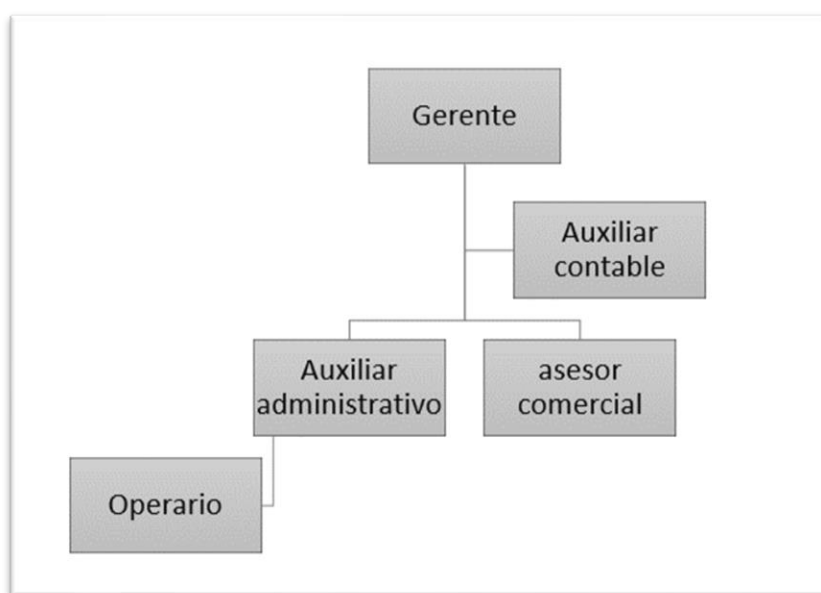 Gerente
Auxiliar
contable
Auxiliar
administrativo
asesor
comercial
Operario